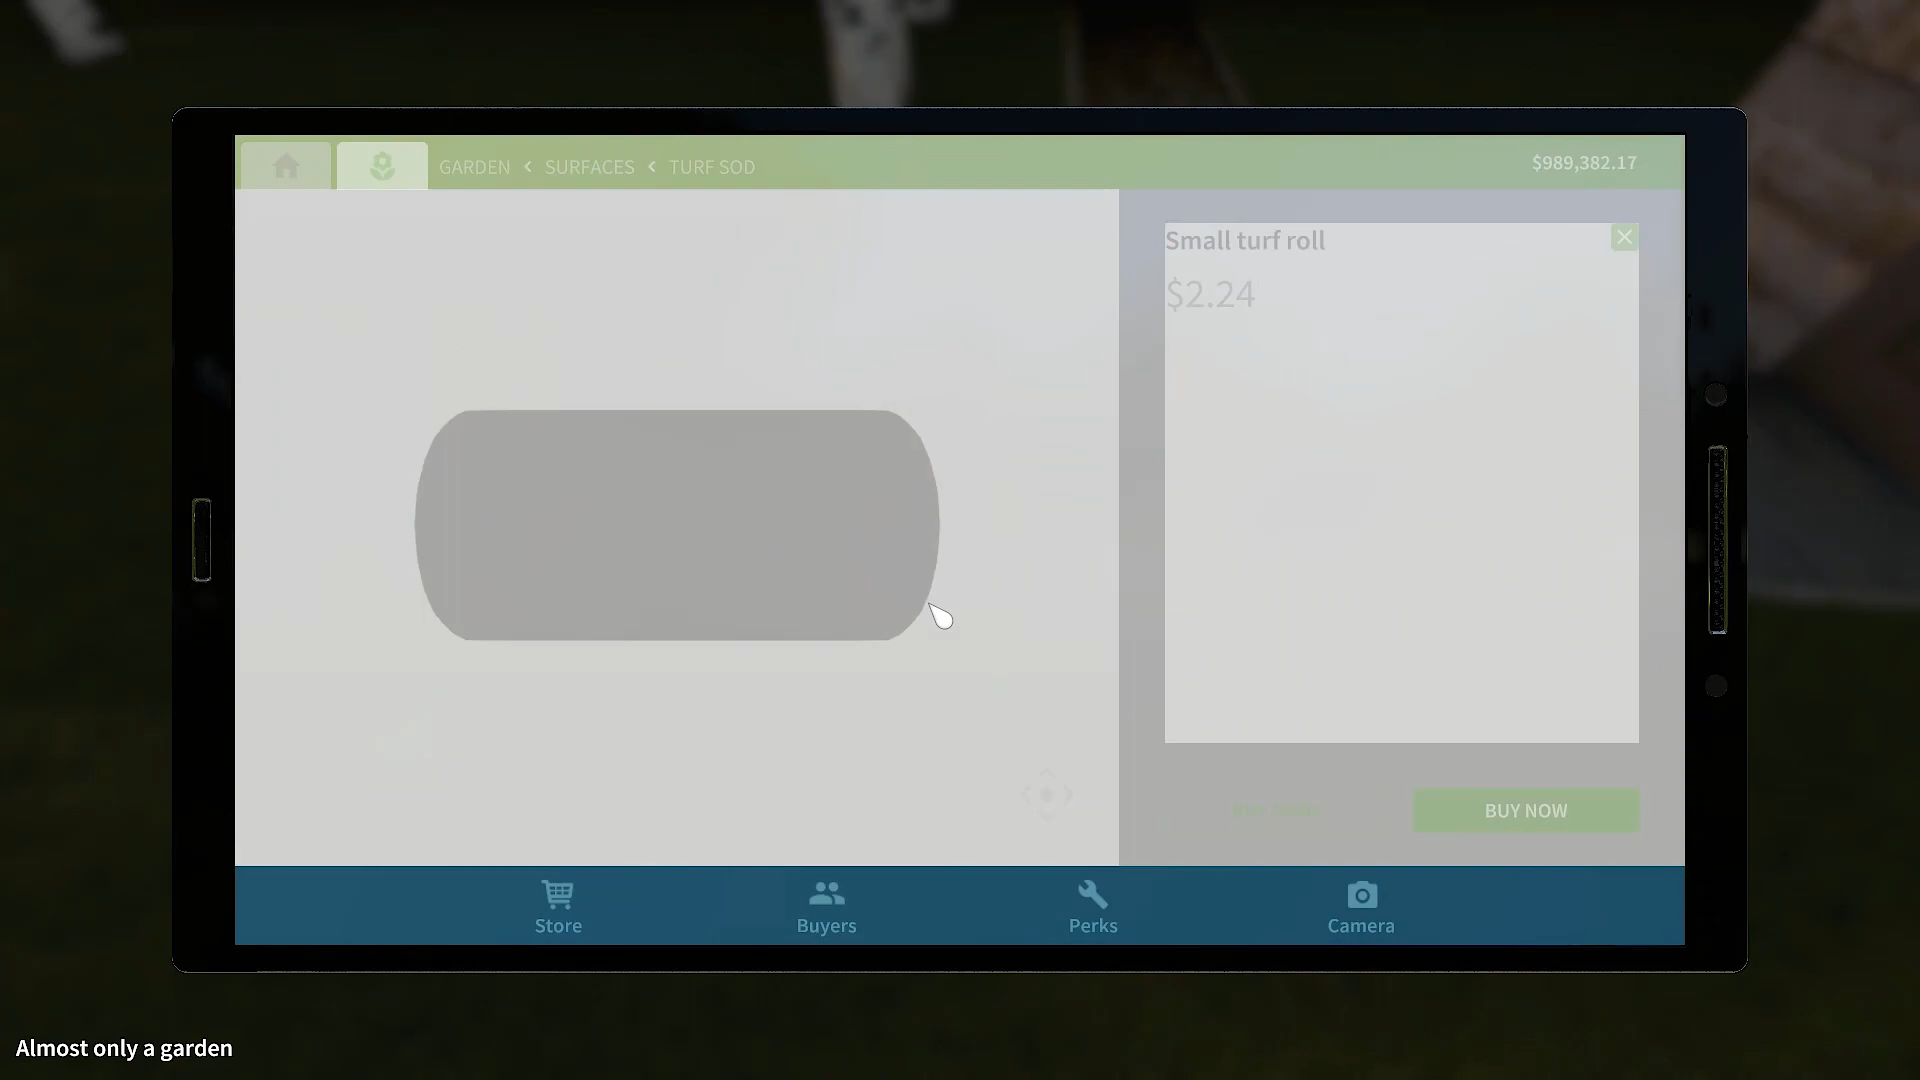 GARDEN < SURFACES < TURF SOD
$989,382.17
Small turf roll
$2.24
BUY NOW
Store
Buyers
Perks
Camera
Almost only a garden